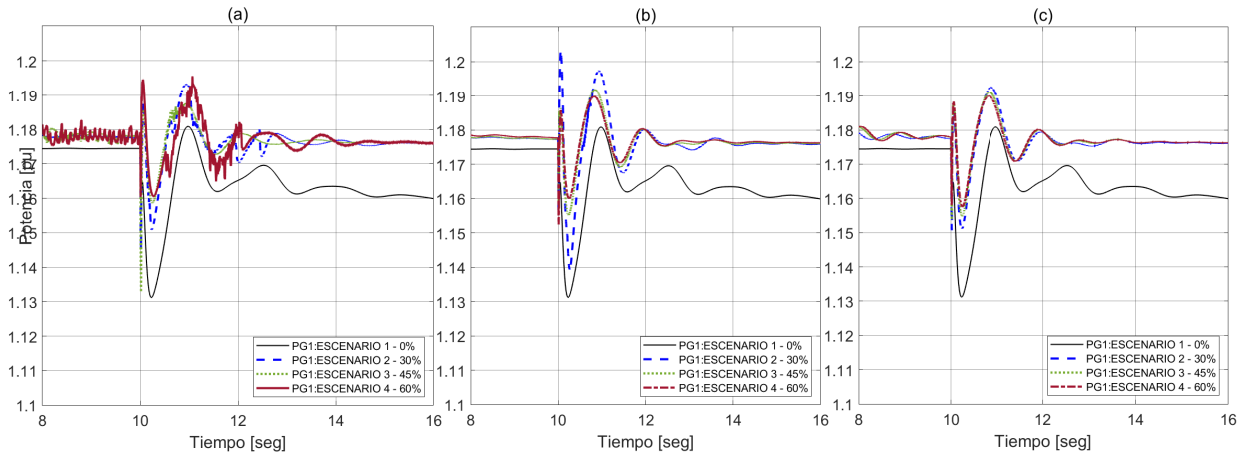 (a)
Potencia [pu]
1.2
1.19
1.18
1.17
1.16
1.15
1.14
1.13
1.12
1.11
1.1
8
10
12
14
16
Tiempo [seg]
PG1:ESCENARIO 1 - 0%
PG1:ESCENARIO 2 - 30%
PG1:ESCENARIO 3 - 45%
PG1:ESCENARIO 4 - 60%
(b)
1.2
1.19
1.18
1.17
1.16
1.15
1.14
1.13
1.12
1.11
1.1
8
10
12
14
16
Tiempo [seg]
PG1:ESCENARIO 1 - 0%
PG1:ESCENARIO 2 - 30%
PG1:ESCENARIO 3 - 45%
PG1:ESCENARIO 4 - 60%
(c)
1.2
1.19
1.18
1.17
1.16
1.15
1.14
1.13
1.12
1.11
1.1
8
10
12
14
16
Tiempo [seg]
PG1:ESCENARIO 1 - 0%
PG1:ESCENARIO 2 - 30%
PG1:ESCENARIO 3 - 45%
PG1:ESCENARIO 4 - 60%